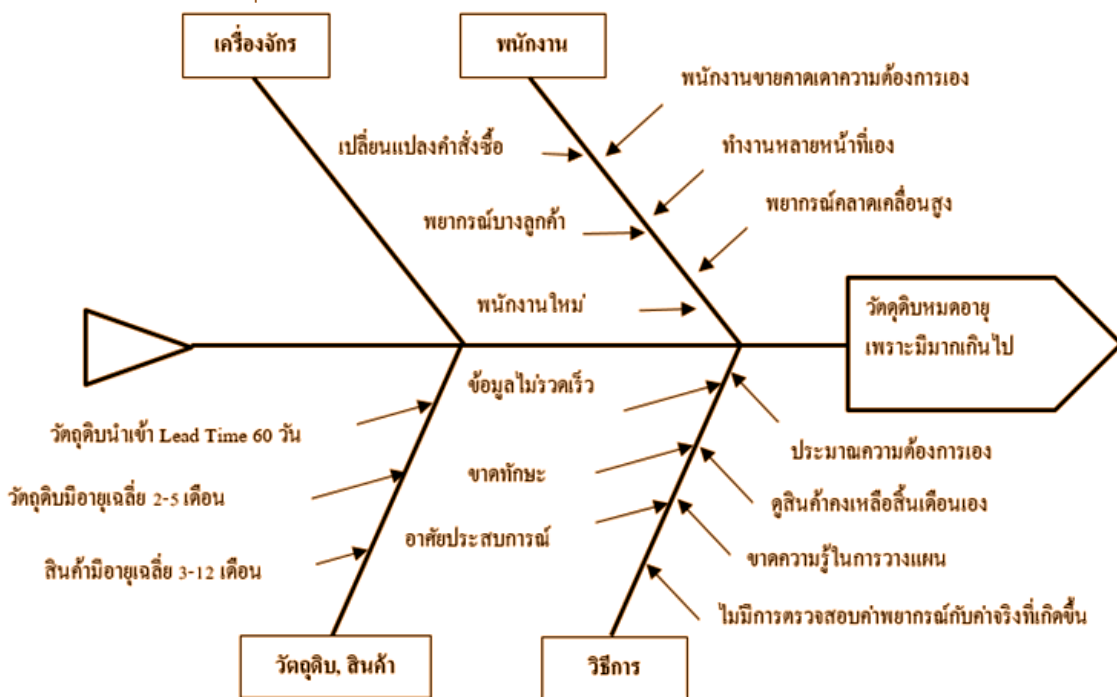 เครื่องจักร
พนักงาน
พนักงานขายคาดเดาความต้องการเอง
เปลี่ยนแปลงคำสั่งซื้อ
ทำงานหลายหน้าที่เอง
พยากรณ์คลาดเคลื่อนสูง
พยากรณ์บางลูกค้า
พนักงานใหม่
วัตดุดิบหมดอายุ
เพราะมีมากเกินไป
ข้อมูลไม่รวดเร็ว
วัตถุดิบนำเข้า Lead Time 60 วัน
ประมาณความต้องการเอง
ขาดทักษะ
วัตถุดิบมีอายุเฉลี่ย 2-5 เดือน
ดูสินค้าคงเหลือสิ้นเดือนเอง
อาศัยประสบการณ์
ขาดความรู้ในการวางแผน
สินค้ามีอายุเฉลี่ย 3-12 เดือน
ไม่มีการตรวจสอบค่าพยากรณ์กับค่าจริงที่เกิดขึ้น
วัตถุดิบ, สินค้า
วิธีการ